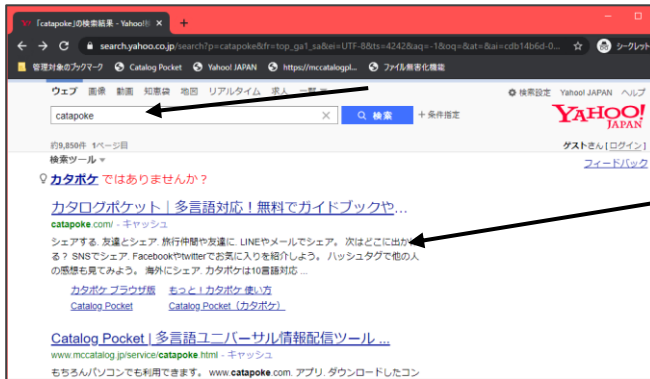 「catapoke」の検索結果 - Yahoo!
search.yahoo.co.jp/search?p=catapoke&fr=top_ga1_sa&ei=UTF-8&ts=4242&aq=-1&oq=&at=&ai=cdb14b6d-0...
シークレット
管理対象のブックマーク Catalog Pocket Yahoo! JAPAN https://mccatalogpl... ファイル無害化機能
ウェブ 画像 動画 知恵袋 地図 リアルタイム 求人 一覧
検索設定 Yahoo! JAPAN ヘルプ
catapoke
検索
+条件指定
YAHOO!
JAPAN
約9,850件 1ページ目
ゲストさん [ログイン]
検索ツール
フィードバック
カタポケ ではありませんか？
カタログポケット｜多言語対応！無料でガイドブックや…
catapoke.com/ - キャッシュ
シェアする. 友達とシェア. 旅行仲間や友達に. LINEやメールでシェア。 次はどこに出か
る？ SNSでシェア. Facebookやtwitterでお気に入りを紹介しよう。 ハッシュタグで他の人
の感想も見てみよう。 海外にシェア. カタポケは10言語対応 ...
カタポケ ブラウザ版 もっと！カタポケ 使い方
Catalog Pocket Catalog Pocket（カタポケ）
Catalog Pocket | 多言語ユニバーサル情報配信ツール ...
www.mccatalog.jp/service/catapoke.html - キャッシュ
もちろんパソコンでも利用できます。 www.catapoke.com. アプリ. ダウンロードしたコン